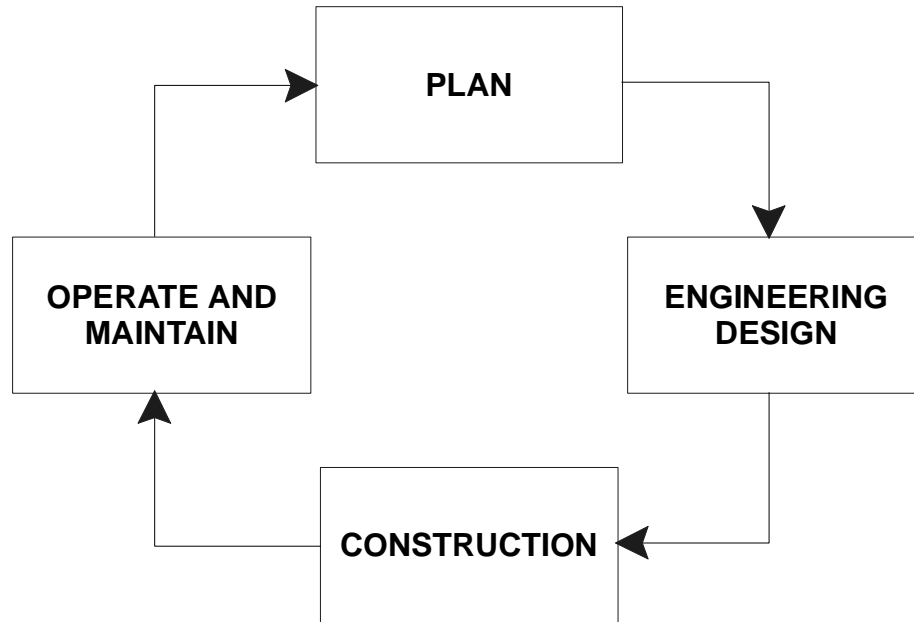 PLAN
OPERATE AND
MAINTAIN
ENGINEERING
DESIGN
CONSTRUCTION